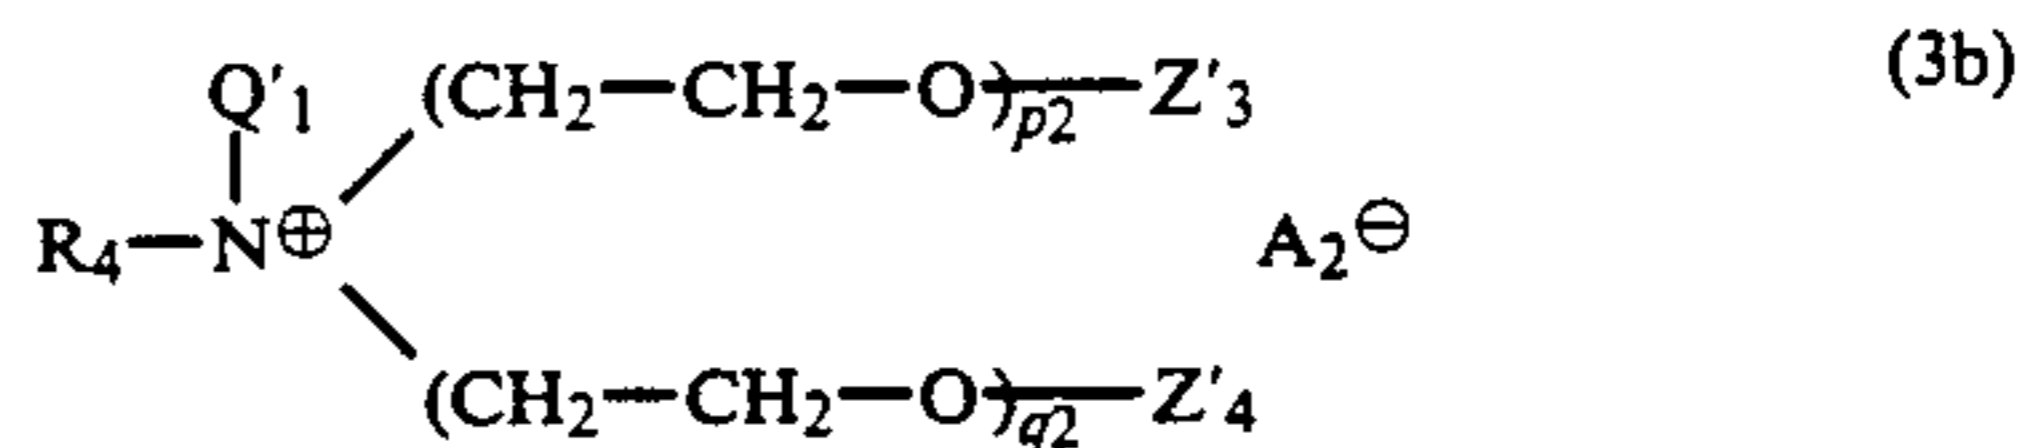 Q'₁ (CH₂—CH₂—O)p2—Z'₃ (3b)
R₄—N⊕ A₂⊖
(CH₂—CH₂—O)q2—Z'₄